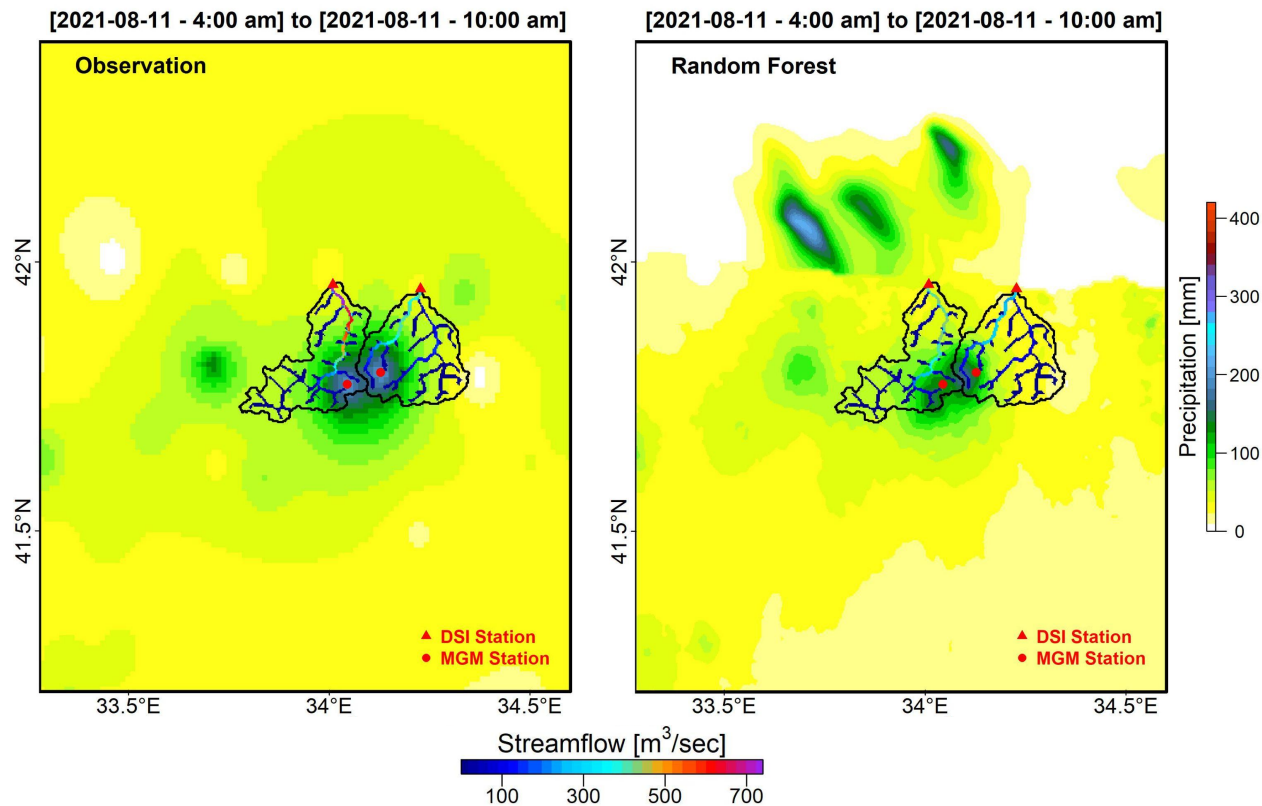 [2021-08-11 - 4:00 am] to [2021-08-11 - 10:00 am]
[2021-08-11 - 4:00 am] to [2021-08-11 - 10:00 am]
Observation
Random Forest
42°N
41.5°N
DSI Station
MGM Station
33.5°E
34°E
34.5°E
42°N
41.5°N
DSI Station
MGM Station
33.5°E
34°E
34.5°E
Precipitation [mm]
400
300
200
100
0
Streamflow [m³/sec]
100
300
500
700